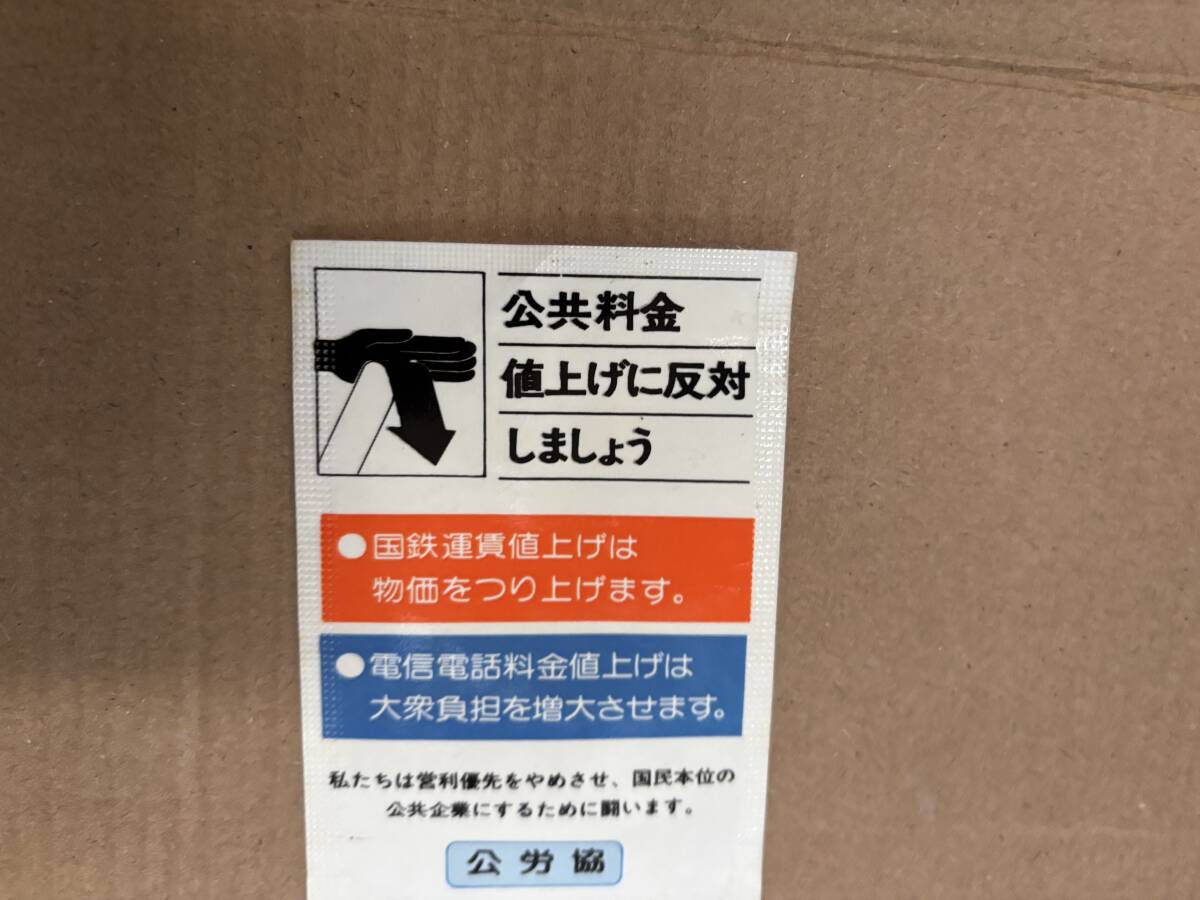 公共料金
値上げに反対
しましょう
●国鉄運賃値上げは
物価をつり上げます。
●電信電話料金値上げは
大衆負担を増大させます。
私たちは営利優先をやめさせ、国民本位の
公共企業にするために闘います。
公労協